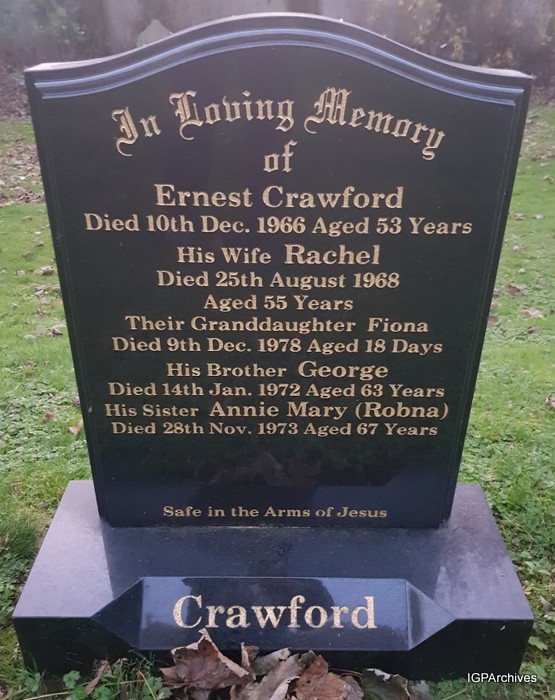 In Loving Memory
of
Ernest Crawford
Died 10th Dec. 1966 Aged 53 Years
His Wife Rachel
Died 25th August 1968
Aged 55 Years
Their Granddaughter Fiona
Died 9th Dec. 1978 Aged 18 Days
His Brother George
Died 14th Jan. 1972 Aged 63 Years
His Sister Annie Mary (Robna)
Died 28th Nov. 1973 Aged 67 Years
Safe in the Arms of Jesus
Crawford
IGPArchives